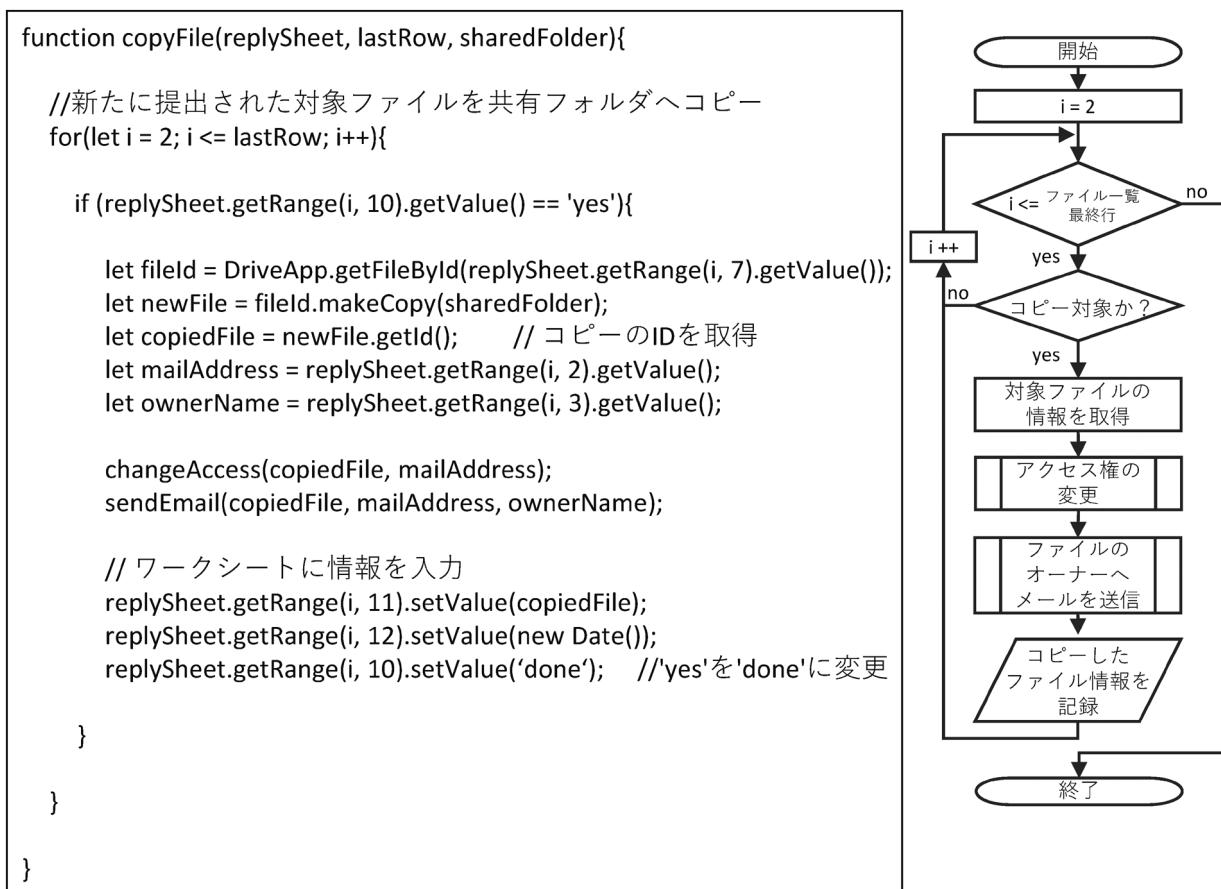 function copyFile(replySheet, lastRow, sharedFolder){
//新たに提出された対象ファイルを共有フォルダへコピー
for(let i = 2; i <= lastRow; i++){
if (replySheet.getRange(i, 10).getValue() == 'yes'){
let fileId = DriveApp.getFileById(replySheet.getRange(i, 7).getValue());
let newFile = fileId.makeCopy(sharedFolder);
let copiedFile = newFile.getId(); // コピーのIDを取得
let mailAddress = replySheet.getRange(i, 2).getValue();
let ownerName = replySheet.getRange(i, 3).getValue();
changeAccess(copiedFile, mailAddress);
sendEmail(copiedFile, mailAddress, ownerName);
// ワークシートに情報を入力
replySheet.getRange(i, 11).setValue(copiedFile);
replySheet.getRange(i, 12).setValue(new Date());
replySheet.getRange(i, 10).setValue(‘done‘); //'yes'を'done'に変更
}
}
}
開始
i = 2
i <= ファイル一覧
最終行
no
i ++
yes
コピー対象か？
no
yes
対象ファイルの
情報を取得
アクセス権の
変更
ファイルの
オーナーへ
メールを送信
コピーした
ファイル情報を
記録
終了